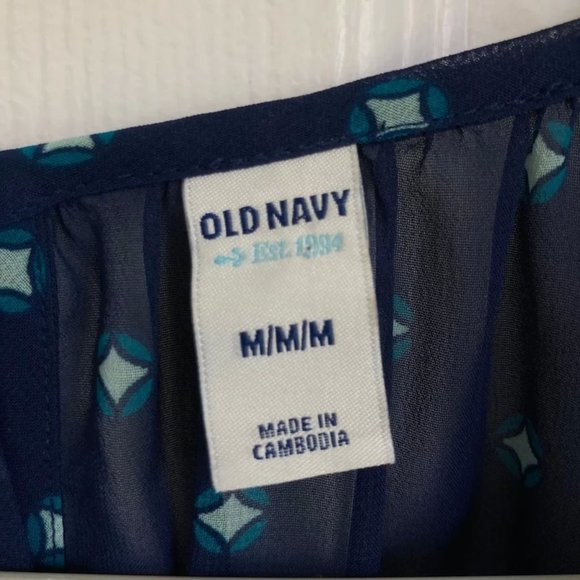 OLD NAVY
Est. 1994
M/M/M
MADE IN
CAMBODIA